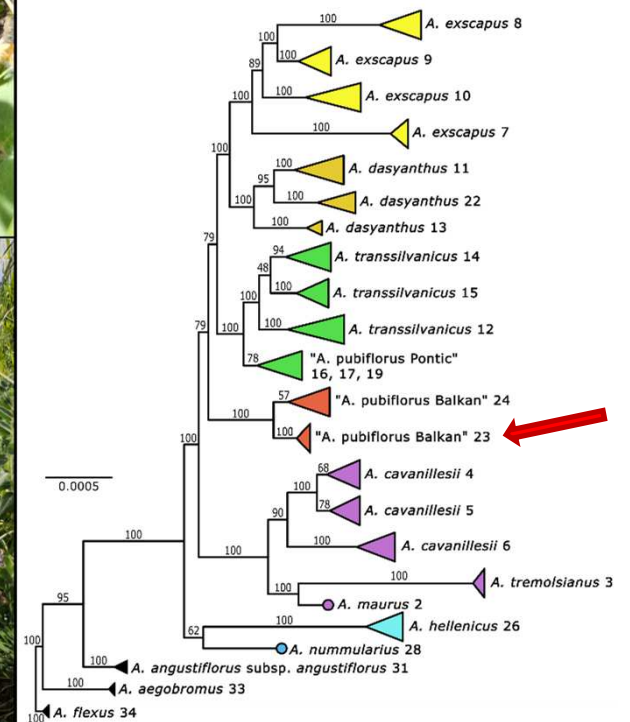 100
A. exscapus 8
100
100
A. exscapus 9
89
100
A. exscapus 10
100
100
A. exscapus 7
100
100
A. dasyanthus 11
95
100
A. dasyanthus 22
100
100
A. dasyanthus 13
79
94
A. transsilvanicus 14
48
100
A. transsilvanicus 15
100
100
A. transsilvanicus 12
79
100
78
"A. pubiflorus Pontic"
16, 17, 19
57
"A. pubiflorus Balkan" 24
100
100
"A. pubiflorus Balkan" 23
100
68
A. cavanillesii 4
0.0005
100
78
A. cavanillesii 5
90
100
A. cavanillesii 6
100
100
100
A. tremolsianus 3
100
A. maurus 2
95
100
A. hellenicus 26
62
A. nummularius 28
100
100
A. angustiflorus subsp. angustiflorus 31
100
A. aegobromus 33
100
A. flexus 34